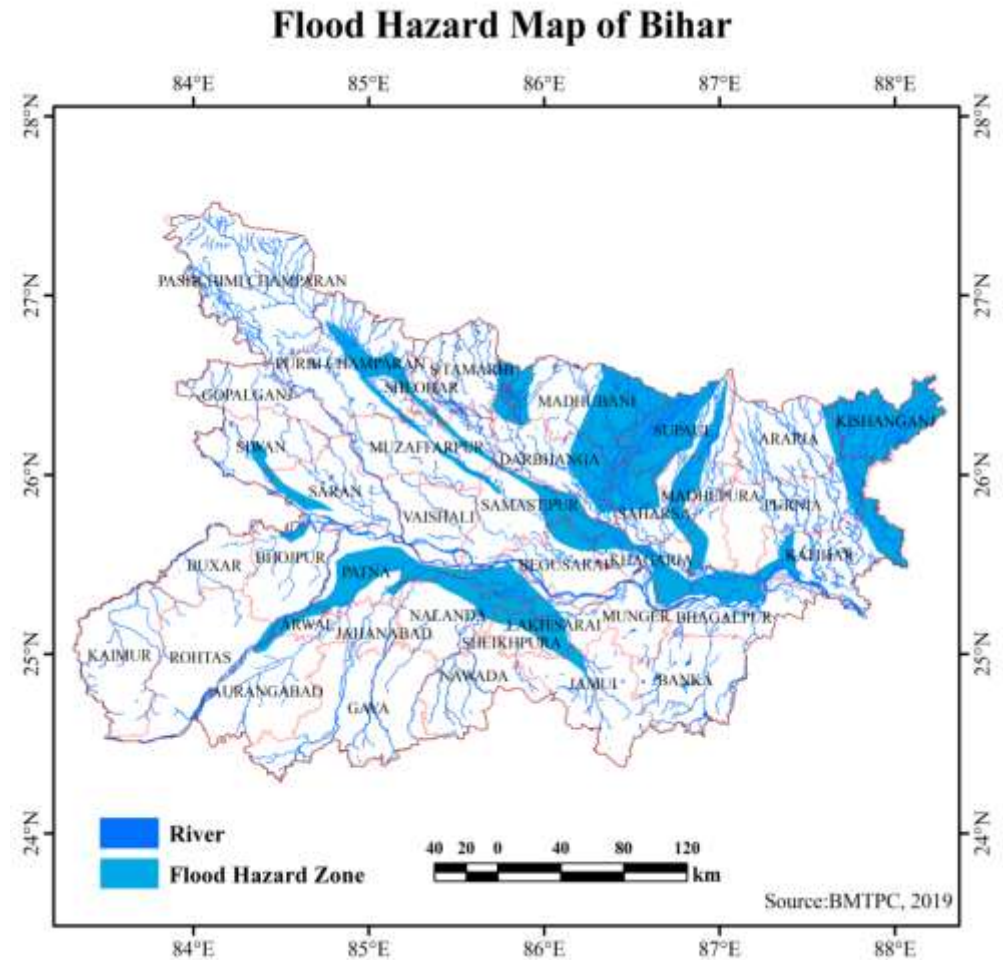 Flood Hazard Map of Bihar
84°E 85°E 86°E 87°E 88°E
28°N 28°N
PASHCHIMI CHAMPARAN
27°N 27°N
PURBI CHAMPARAN
SITAMARHI
SHEOHAR
GOPALGANJ
MADHUBANI
KISHANGANJ
SUPAUL
ARARIA
SIWAN
MUZAFFARPUR
DARBHANGA
26°N 26°N
SARAN
SAMASTIPUR
MADHUPURA
PURNIA
VAISHALI
SAHARSA
BUXAR
BHOJPUR
PATNA
BEGUSARAI
KHAGARIA
KATIHAR
ARWAL
JAHANABAD
NALANDA
LAKHISARAI
MUNGER
BHAGALPUR
SHEIKHPURA
25°N 25°N
KAIMUR
ROHTAS
AURANGABAD
GAYA
NAWADA
JAMUI
BANKA
24°N 24°N
River
Flood Hazard Zone
40 20 0 40 80 120
km
Source:BMTPC, 2019
84°E 85°E 86°E 87°E 88°E